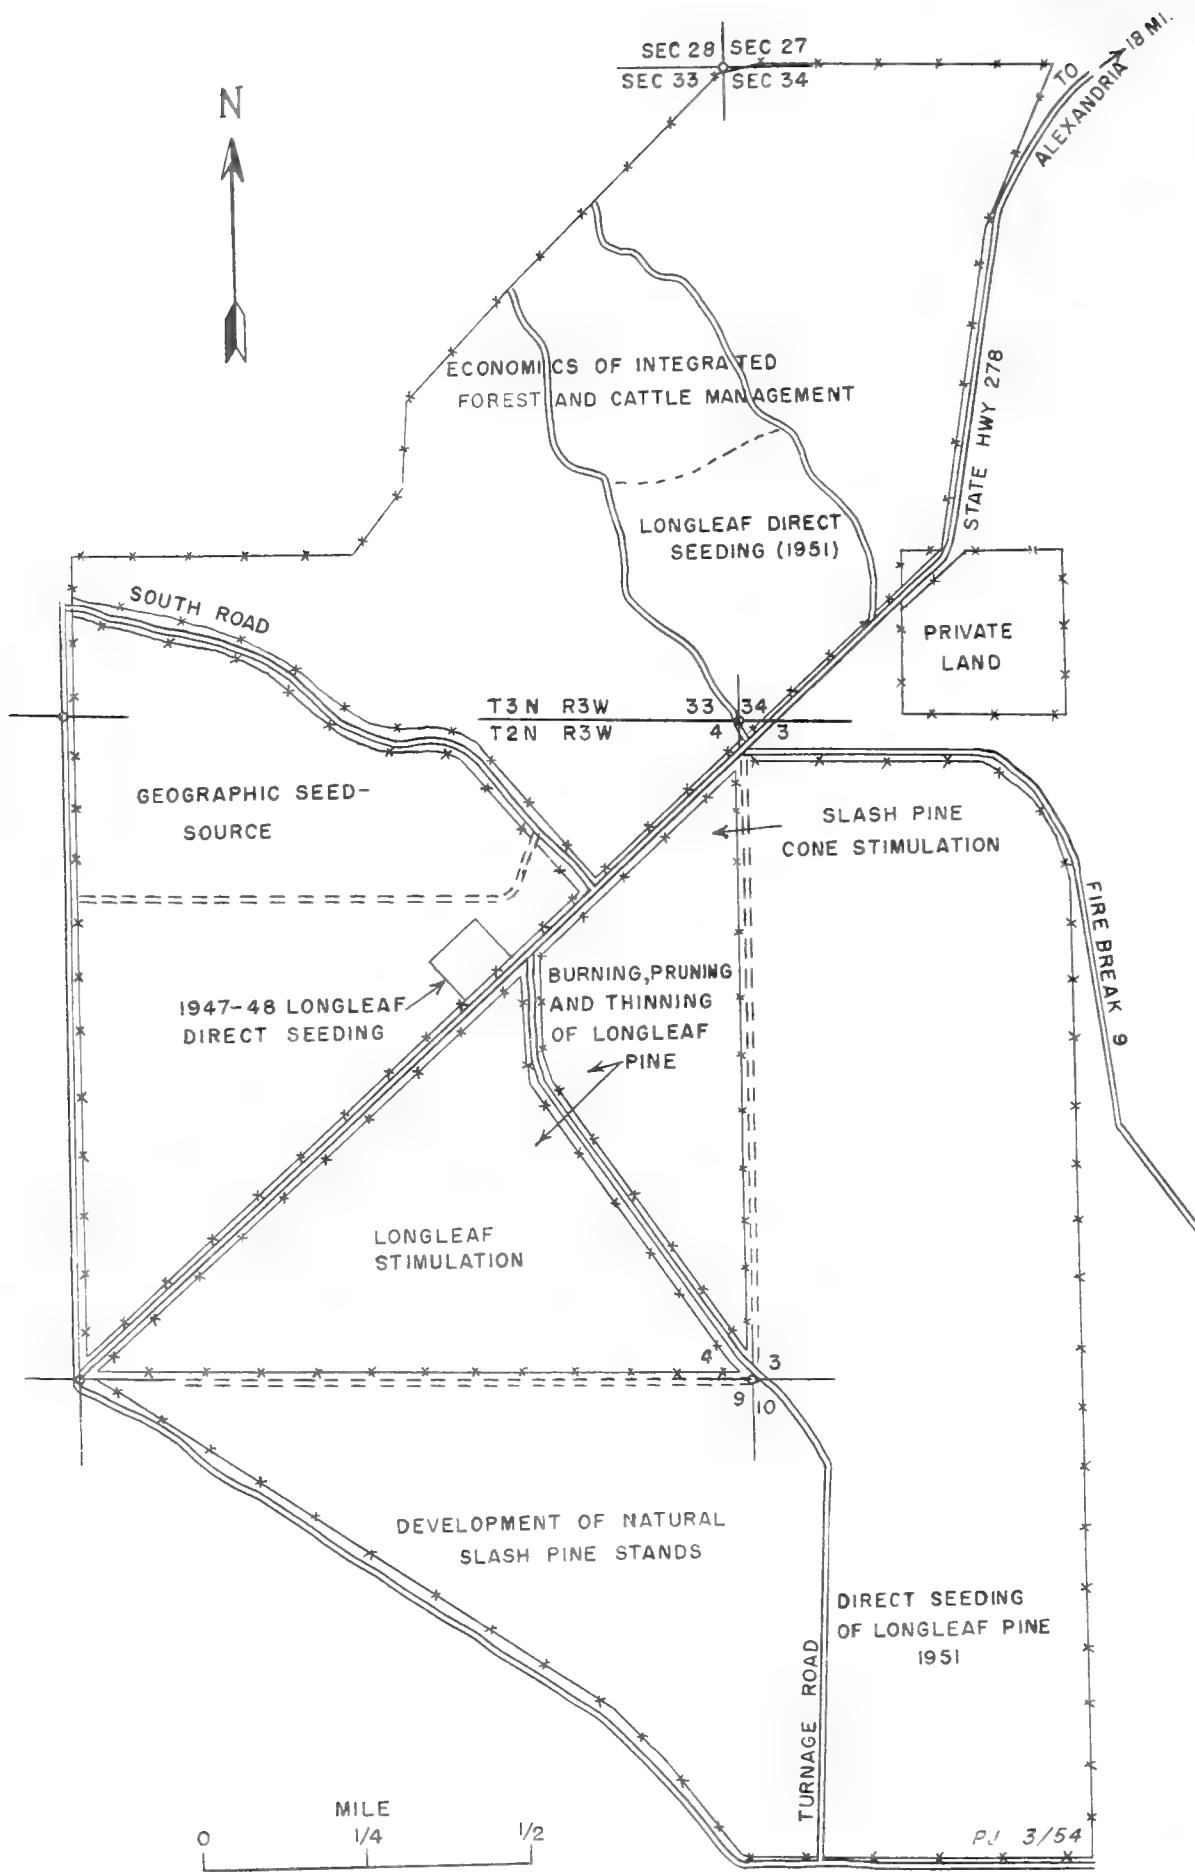 SEC 28 SEC 27
SEC 33 SEC 34
TO
ALEXANDRIA
18 MI.
N
ECONOMICS OF INTEGRATED
FOREST AND CATTLE MANAGEMENT
STATE HWY 278
LONGLEAF DIRECT
SEEDING (1951)
SOUTH ROAD
PRIVATE
LAND
T3N R3W 33 34
T2N R3W 4 3
GEOGRAPHIC SEED-
SOURCE
SLASH PINE
CONE STIMULATION
FIRE BREAK 9
1947-48 LONGLEAF
DIRECT SEEDING
BURNING, PRUNING
AND THINNING
OF LONGLEAF
PINE
LONGLEAF
STIMULATION
4 3
9 10
DEVELOPMENT OF NATURAL
SLASH PINE STANDS
DIRECT SEEDING
OF LONGLEAF PINE
1951
TURNAGE ROAD
MILE
0 1/4 1/2
PJ 3/54